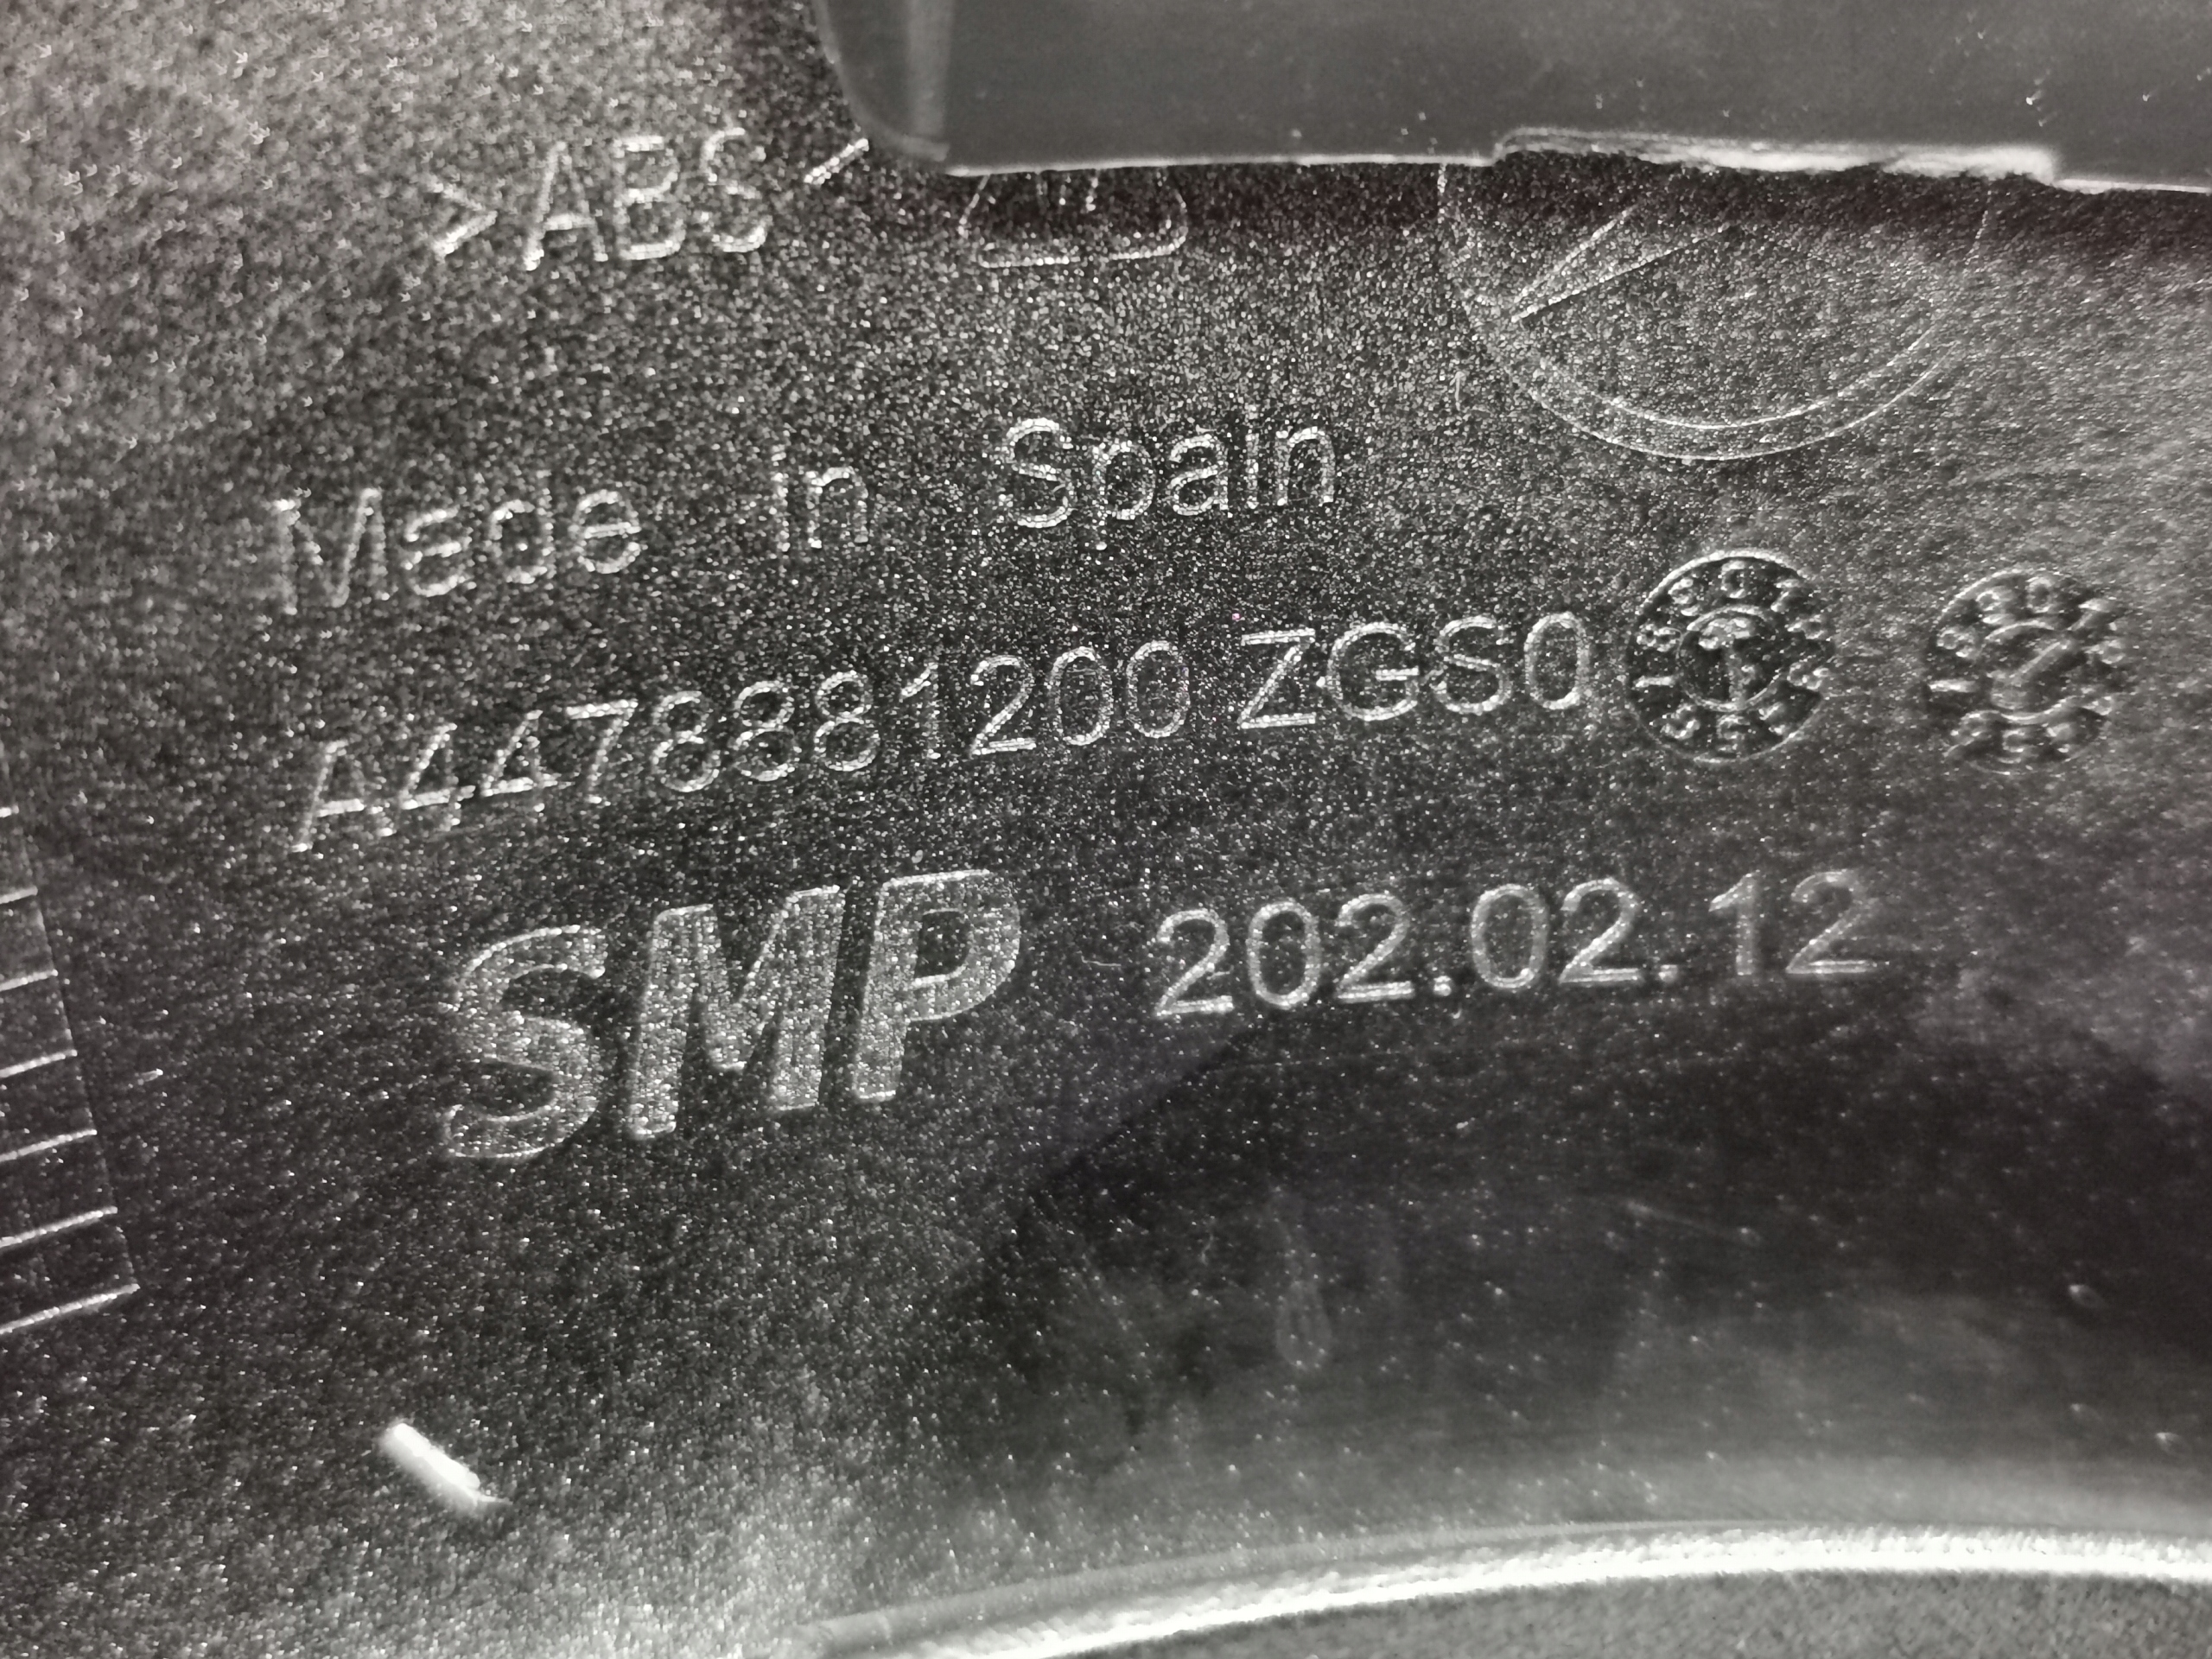 >ABS<
Made in Spain
A4478881200 ZGS0
SMP 202.02.12